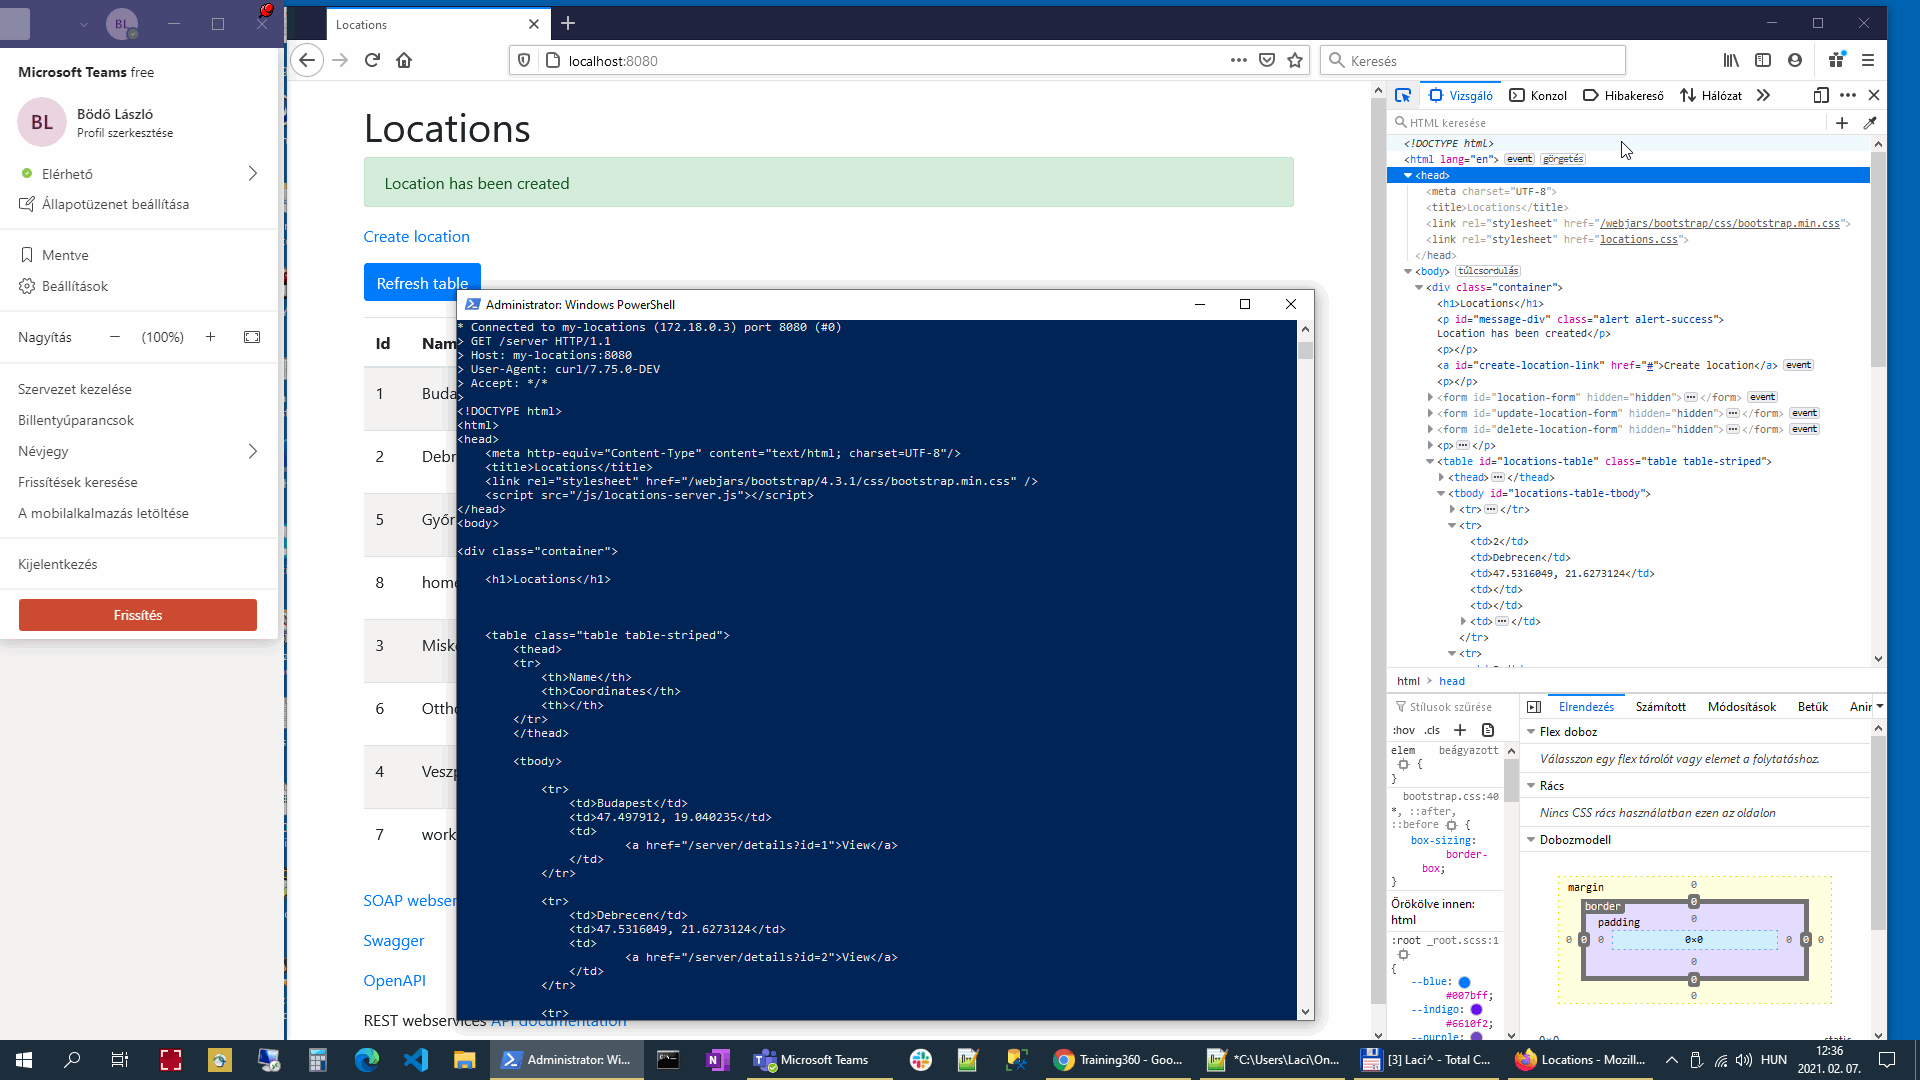 BL
Microsoft Teams free
BL
Bödő László
Profil szerkesztése
Elérhető
Állapotüzenet beállítása
Mentve
Beállítások
Nagyítás — (100%) +
Szervezet kezelése
Billentyűparancsok
Névjegy
Frissítések keresése
A mobilalkalmazás letöltése
Kijelentkezés
Frissítés
Locations
localhost:8080
Keresés
Locations
Location has been created
Create location
Refresh table
Id Nam
1 Buda
2 Debr
5 Győr
8 home
3 Misk
6 Ottho
4 Veszp
7 work
SOAP webser
Swagger
OpenAPI
REST webservices API documentation
Administrator: Windows PowerShell
* Connected to my-locations (172.18.0.3) port 8080 (#0)
> GET /server HTTP/1.1
> Host: my-locations:8080
> User-Agent: curl/7.75.0-DEV
> Accept: */*
>
<!DOCTYPE html>
<html>
<head>
<meta http-equiv="Content-Type" content="text/html; charset=UTF-8"/>
<title>Locations</title>
<link rel="stylesheet" href="/webjars/bootstrap/4.3.1/css/bootstrap.min.css" />
<script src="/js/locations-server.js"></script>
</head>
<body>
<div class="container">
<h1>Locations</h1>
<table class="table table-striped">
<thead>
<tr>
<th>Name</th>
<th>Coordinates</th>
<th></th>
</tr>
</thead>
<tbody>
<tr>
<td>Budapest</td>
<td>47.497912, 19.040235</td>
<td>
<a href="/server/details?id=1">View</a>
</td>
</tr>
<tr>
<td>Debrecen</td>
<td>47.5316049, 21.6273124</td>
<td>
<a href="/server/details?id=2">View</a>
</td>
</tr>
<tr>
Vizsgáló Konzol Hibakereső Hálózat
HTML keresése
<!DOCTYPE html>
<html lang="en"> event görgetés
<head>
<meta charset="UTF-8">
<title>Locations</title>
<link rel="stylesheet" href="/webjars/bootstrap/css/bootstrap.min.css">
<link rel="stylesheet" href="locations.css">
</head>
<body> túlcsordulás
<div class="container">
<h1>Locations</h1>
<p id="message-div" class="alert alert-success">
Location has been created</p>
<p></p>
<a id="create-location-link" href="#">Create location</a> event
<p></p>
<form id="location-form" hidden="hidden"> ••• </form> event
<form id="update-location-form" hidden="hidden"> ••• </form> event
<form id="delete-location-form" hidden="hidden"> ••• </form> event
<p> ••• </p>
<table id="locations-table" class="table table-striped">
<thead> ••• </thead>
<tbody id="locations-table-tbody">
<tr> ••• </tr>
<tr>
<td>2</td>
<td>Debrecen</td>
<td>47.5316049, 21.6273124</td>
<td></td>
<td></td>
<td> ••• </td>
</tr>
<tr>
html > head
Stílusok szűrése
:hov .cls +
elem beágyazott
{
}
bootstrap.css:40
*, ::after,
::before {
box-sizing:
border-
box;
}
Örökölve innen:
html
:root _root.scss:1
{
--blue:
#007bff;
--indigo:
#6610f2;
--purple:
Elrendezés Számított Módosítások Betűk Anir
Flex doboz
Válasszon egy flex tárolót vagy elemet a folytatáshoz.
Rács
Nincs CSS rács használatban ezen az oldalon
Dobozmodell
margin 0
border 0
padding 0
0 0 0 0×0 0 0 0
0
0
0
0×0 static
Administrator: Wi...
Microsoft Teams
Training360 - Goo...
*C:\Users\Laci\On...
[3] Laci^ - Total C...
Locations - Mozill...
HUN
12:36
2021. 02. 07.